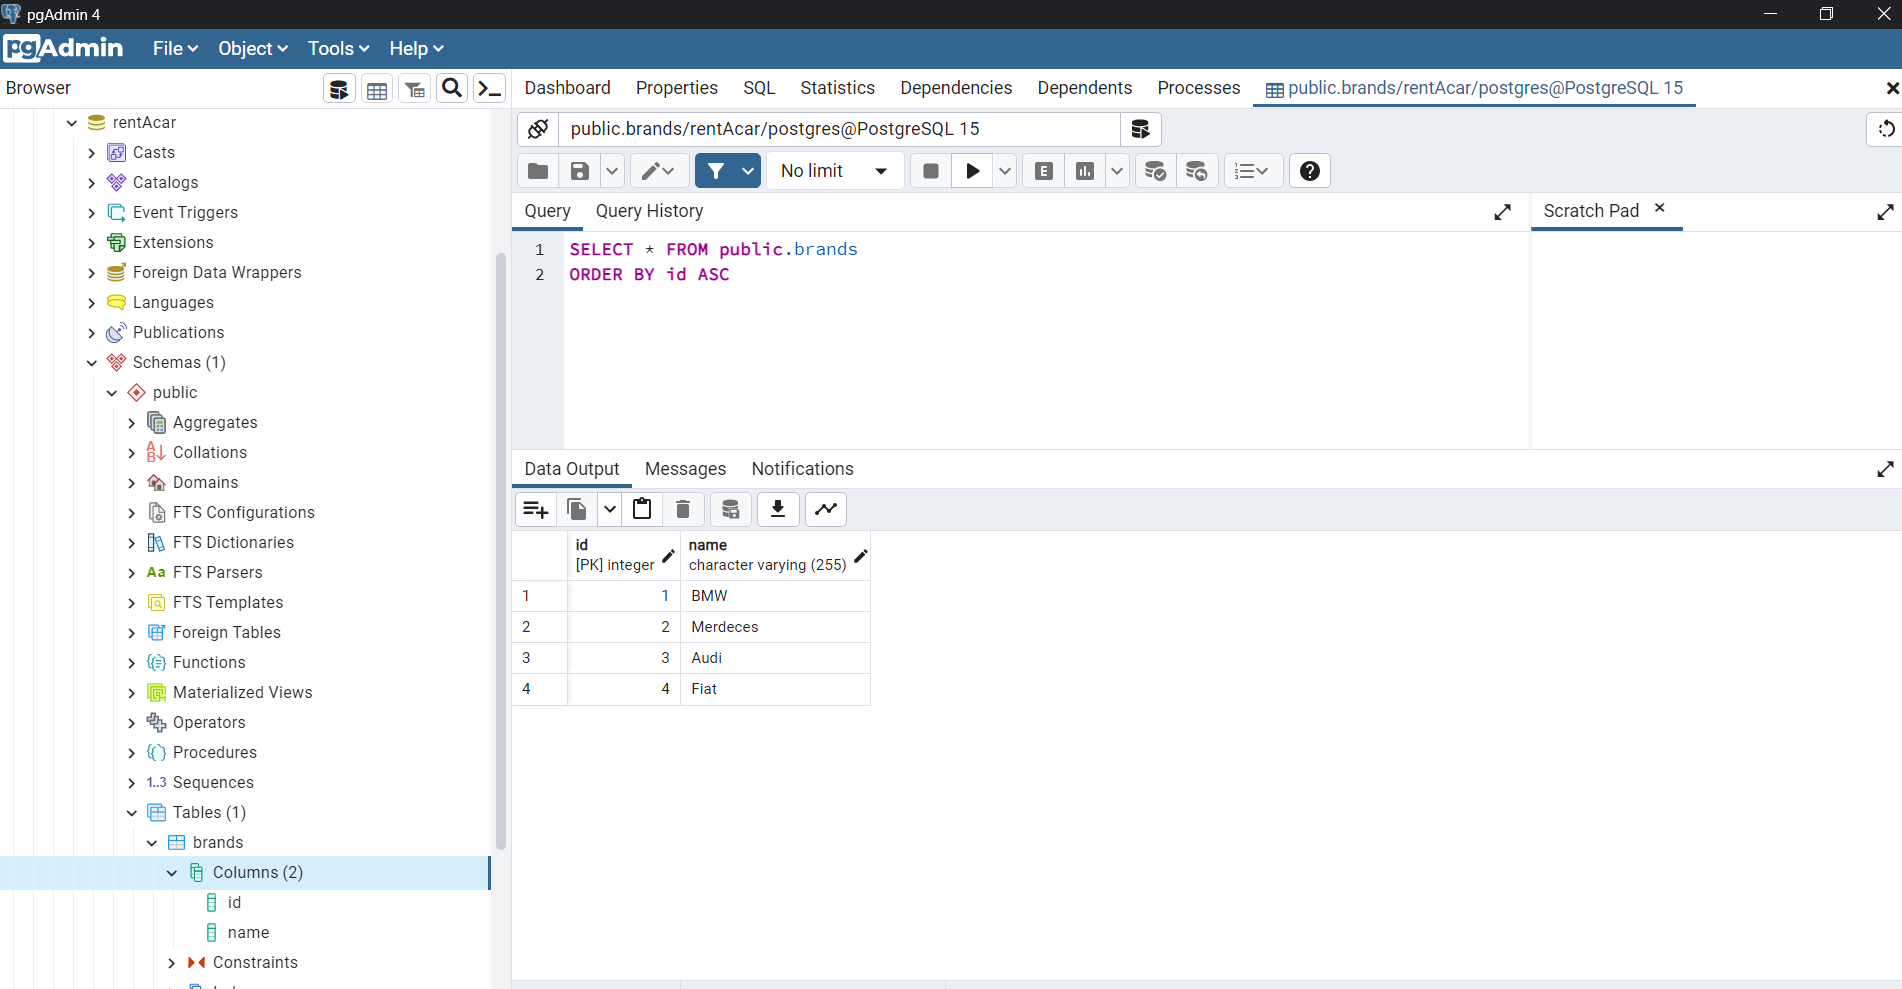 pgAdmin 4
pgAdmin File Object Tools Help
Browser
Dashboard Properties SQL Statistics Dependencies Dependents Processes public.brands/rentAcar/postgres@PostgreSQL 15
rentAcar
Casts
Catalogs
Event Triggers
Extensions
Foreign Data Wrappers
Languages
Publications
Schemas (1)
public
Aggregates
Collations
Domains
FTS Configurations
FTS Dictionaries
Aa FTS Parsers
FTS Templates
Foreign Tables
Functions
Materialized Views
Operators
Procedures
1..3 Sequences
Tables (1)
brands
Columns (2)
id
name
Constraints
public.brands/rentAcar/postgres@PostgreSQL 15
No limit
E
Query Query History
Scratch Pad
1 SELECT * FROM public.brands
2 ORDER BY id ASC
Data Output Messages Notifications
id name
[PK] integer character varying (255)
1 1 BMW
2 2 Merdeces
3 3 Audi
4 4 Fiat